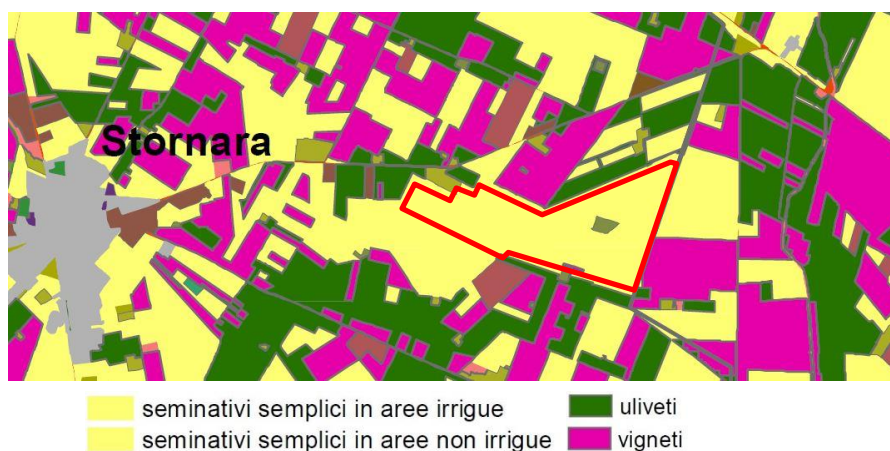 Stornara
seminativi semplici in aree irrigue
uliveti
seminativi semplici in aree non irrigue
vigneti